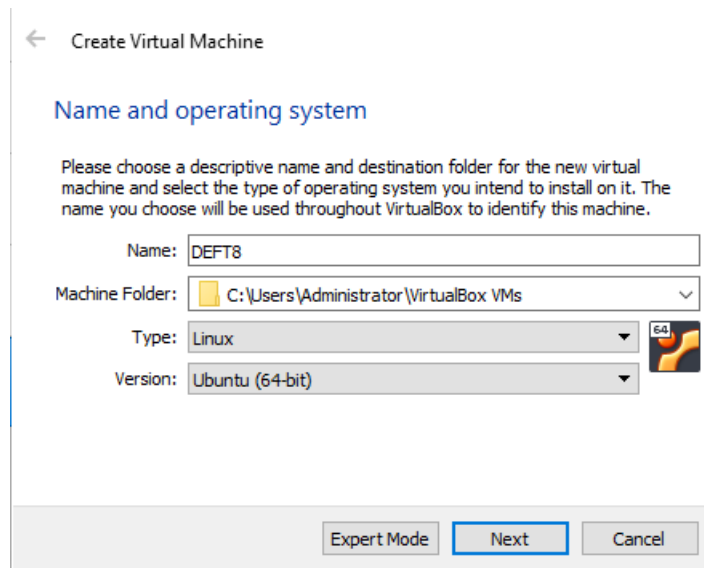 Create Virtual Machine
Name and operating system
Please choose a descriptive name and destination folder for the new virtual
machine and select the type of operating system you intend to install on it. The
name you choose will be used throughout VirtualBox to identify this machine.
Name: DEFT8
Machine Folder: C:\Users\Administrator\VirtualBox VMs
Type: Linux
64
Version: Ubuntu (64-bit)
Expert Mode Next Cancel